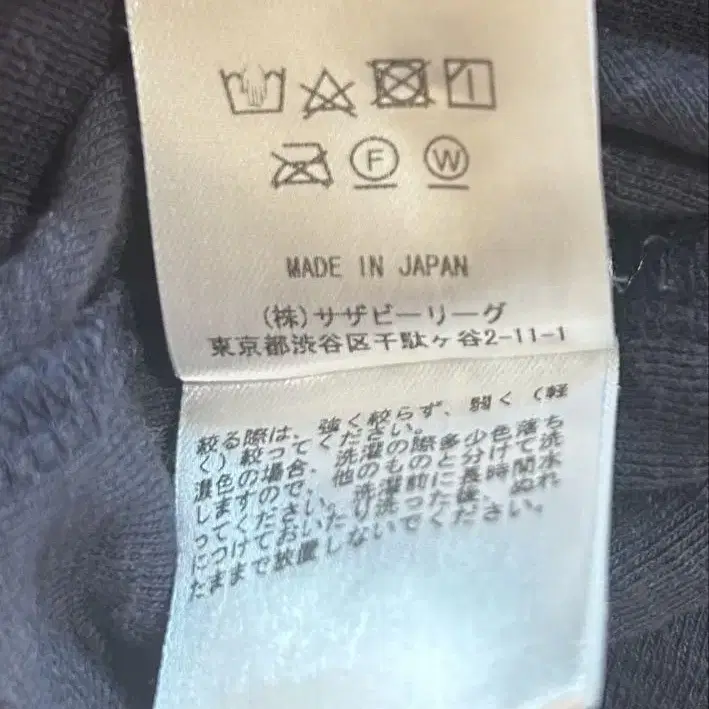 F W
MADE IN JAPAN
(株)サザビーリーグ
東京都渋谷区千駄ヶ谷2-11-1
絞る際は、強く絞らず、弱く(軽
く)絞ってください。
濃色の場合、洗濯の際多少色落ち
しますので、他のものと分けて洗
ってください。洗濯前に長時間水
につけておいたり洗った後、ぬれ
たままで放置しないでください。